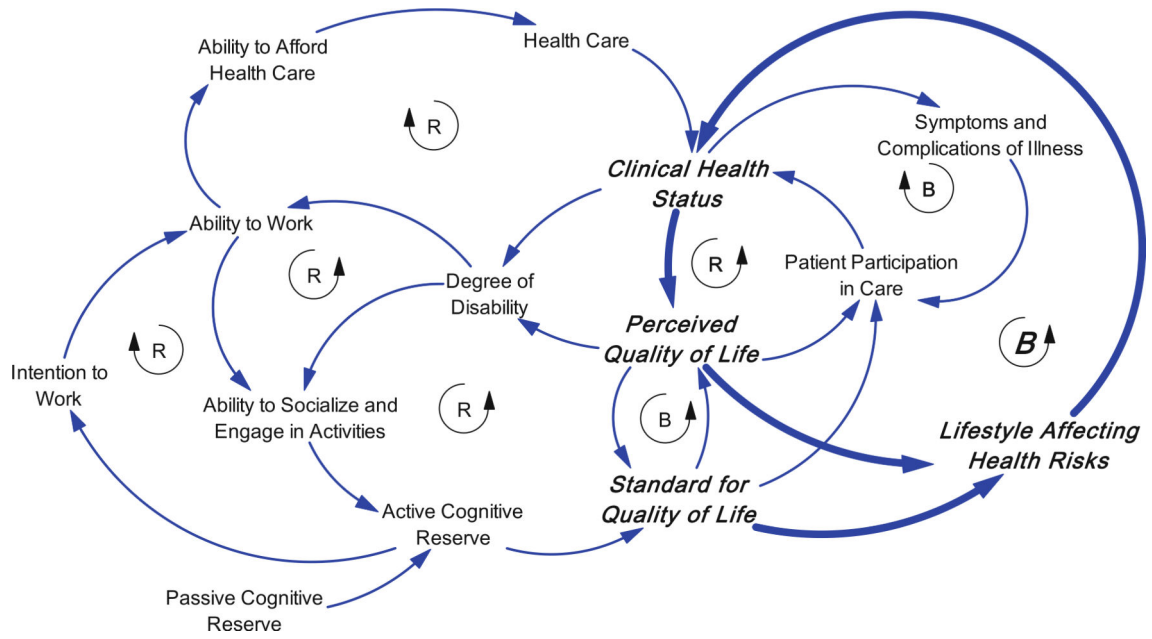 Ability to Afford
Health Care
Health Care
R
Symptoms and
Complications of Illness
B
Clinical Health
Status
Ability to Work
R
R
Patient Participation
in Care
Degree of
Disability
Perceived
Quality of Life
B
R
Intention to
Work
Ability to Socialize and
Engage in Activities
R
B
Lifestyle Affecting
Health Risks
Standard for
Quality of Life
Active Cognitive
Reserve
Passive Cognitive
Reserve